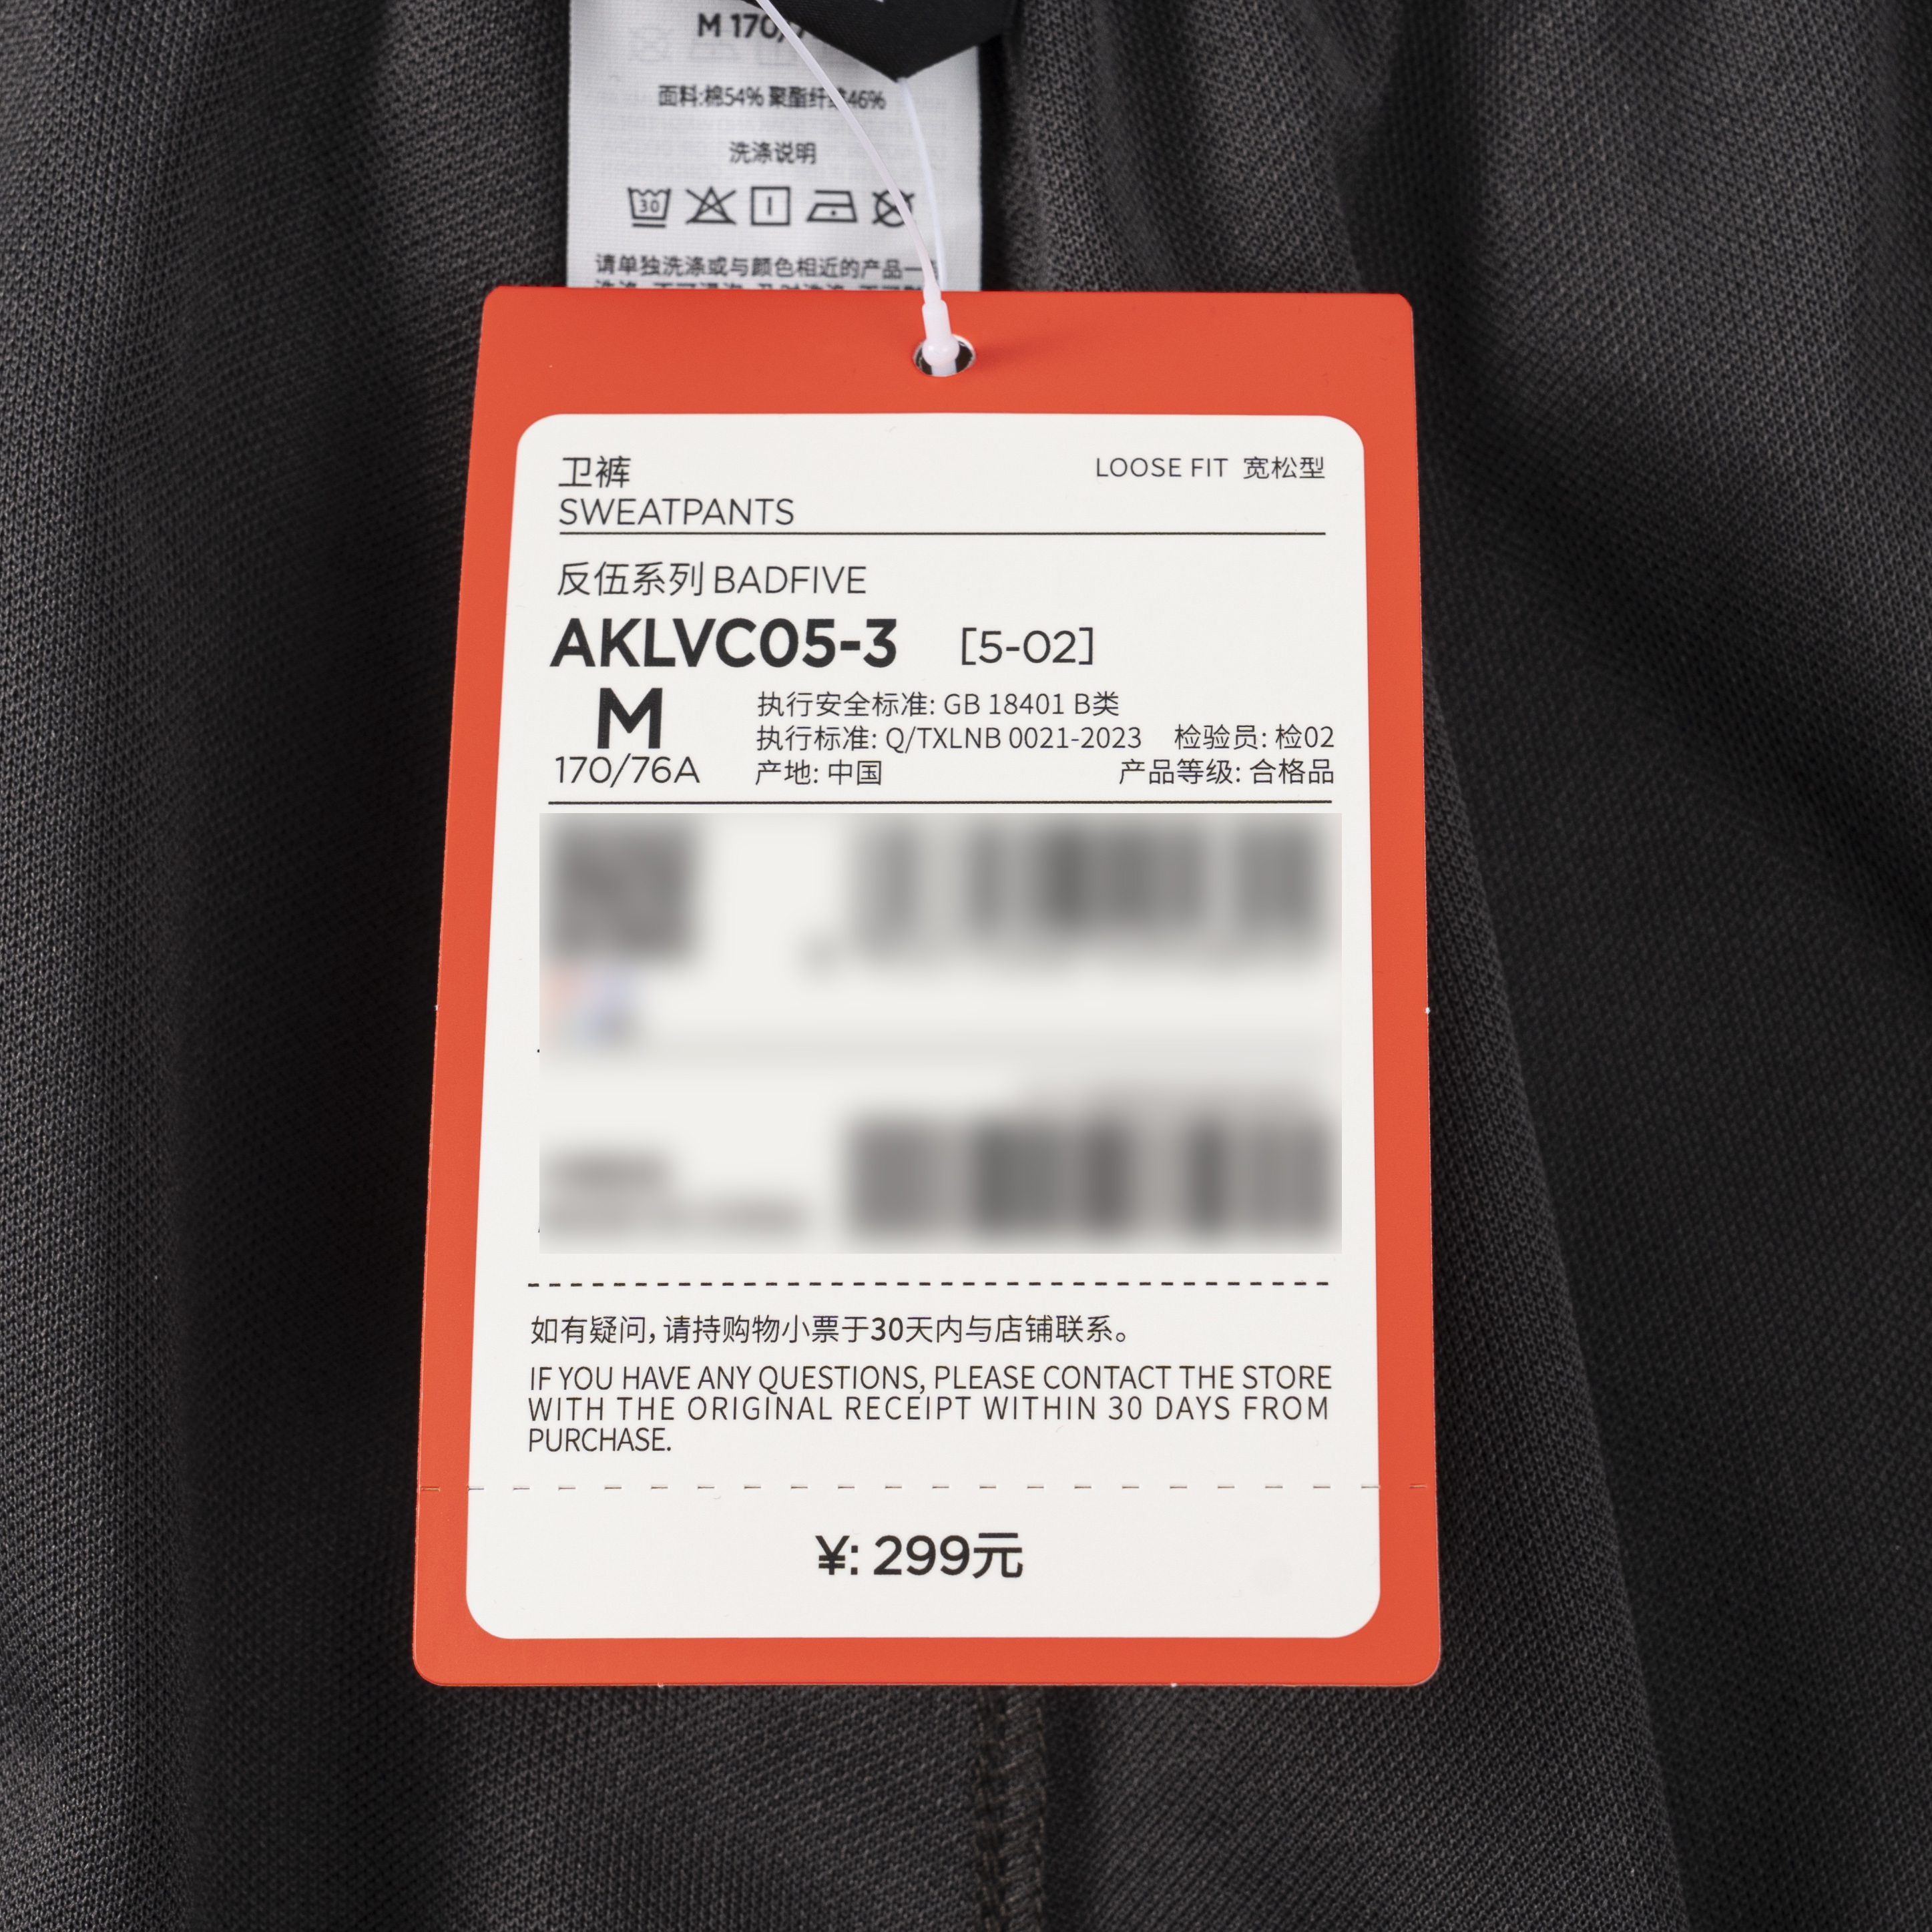 M 170/7
面料:棉54% 聚酯纤维46%
洗涤说明
30
请单独洗涤或与颜色相近的产品一
卫裤
LOOSE FIT 宽松型
SWEATPANTS
反伍系列 BADFIVE
AKLVC05-3 [5-02]
M
170/76A
执行安全标准: GB 18401 B类
执行标准: Q/TXLNB 0021-2023 检验员: 检02
产地: 中国 产品等级: 合格品
如有疑问,请持购物小票于30天内与店铺联系。
IF YOU HAVE ANY QUESTIONS, PLEASE CONTACT THE STORE
WITH THE ORIGINAL RECEIPT WITHIN 30 DAYS FROM
PURCHASE.
¥: 299元